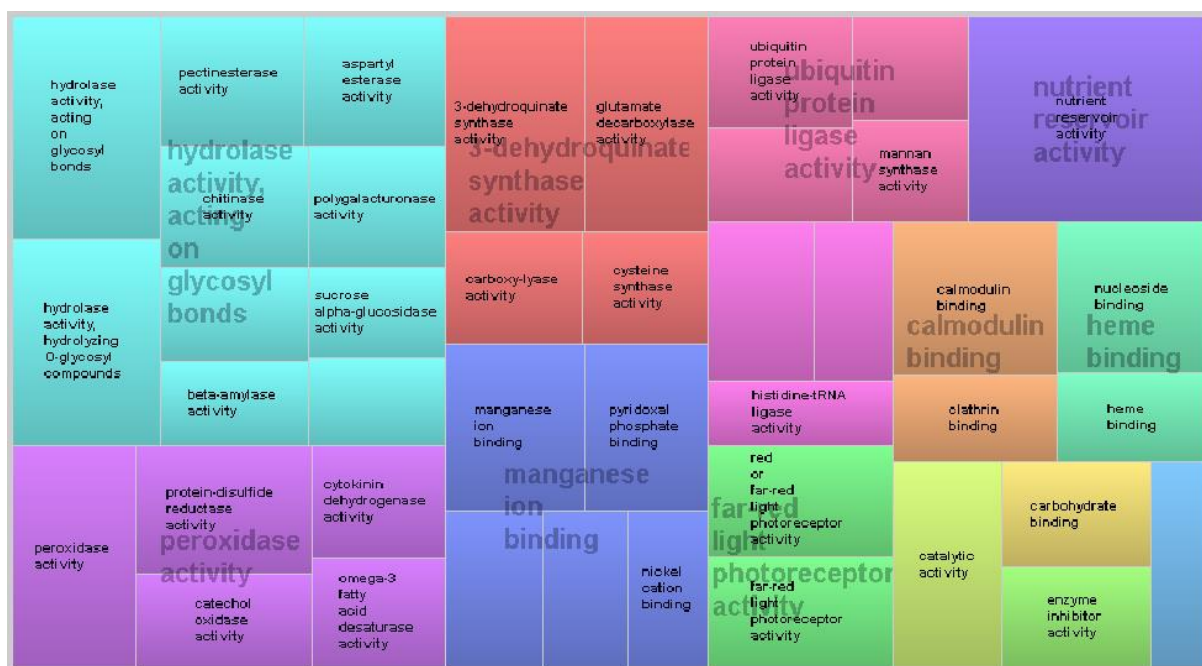 hydrolase
activity,
acting
on
glycosyl
bonds
pectinesterase
activity
aspartyl
esterase
activity
chitinase
activity
polygalacturonase
activity
hydrolase
activity,
hydrolyzing
O-glycosyl
compounds
sucrose
alpha-glucosidase
activity
beta-amylase
activity
hydrolase
activity,
acting
on
glycosyl
bonds
3-dehydroquinate
synthase
activity
glutamate
decarboxylase
activity
carboxy-lyase
activity
cysteine
synthase
activity
3-dehydroquinate
synthase
activity
ubiquitin
protein
ligase
activity
mannan
synthase
activity
ubiquitin
protein
ligase
activity
nutrient
reservoir
activity
nutrient
reservoir
activity
histidine-tRNA
ligase
activity
calmodulin
binding
clathrin
binding
calmodulin
binding
nucleoside
binding
heme
binding
heme
binding
peroxidase
activity
protein-disulfide
reductase
activity
cytokinin
dehydrogenase
activity
catechol
oxidase
activity
omega-3
fatty
acid
desaturase
activity
peroxidase
activity
manganese
ion
binding
pyridoxal
phosphate
binding
nickel
cation
binding
manganese
ion
binding
red
or
far-red
light
photoreceptor
activity
far-red
light
photoreceptor
activity
far-red
light
photoreceptor
activity
catalytic
activity
carbohydrate
binding
enzyme
inhibitor
activity